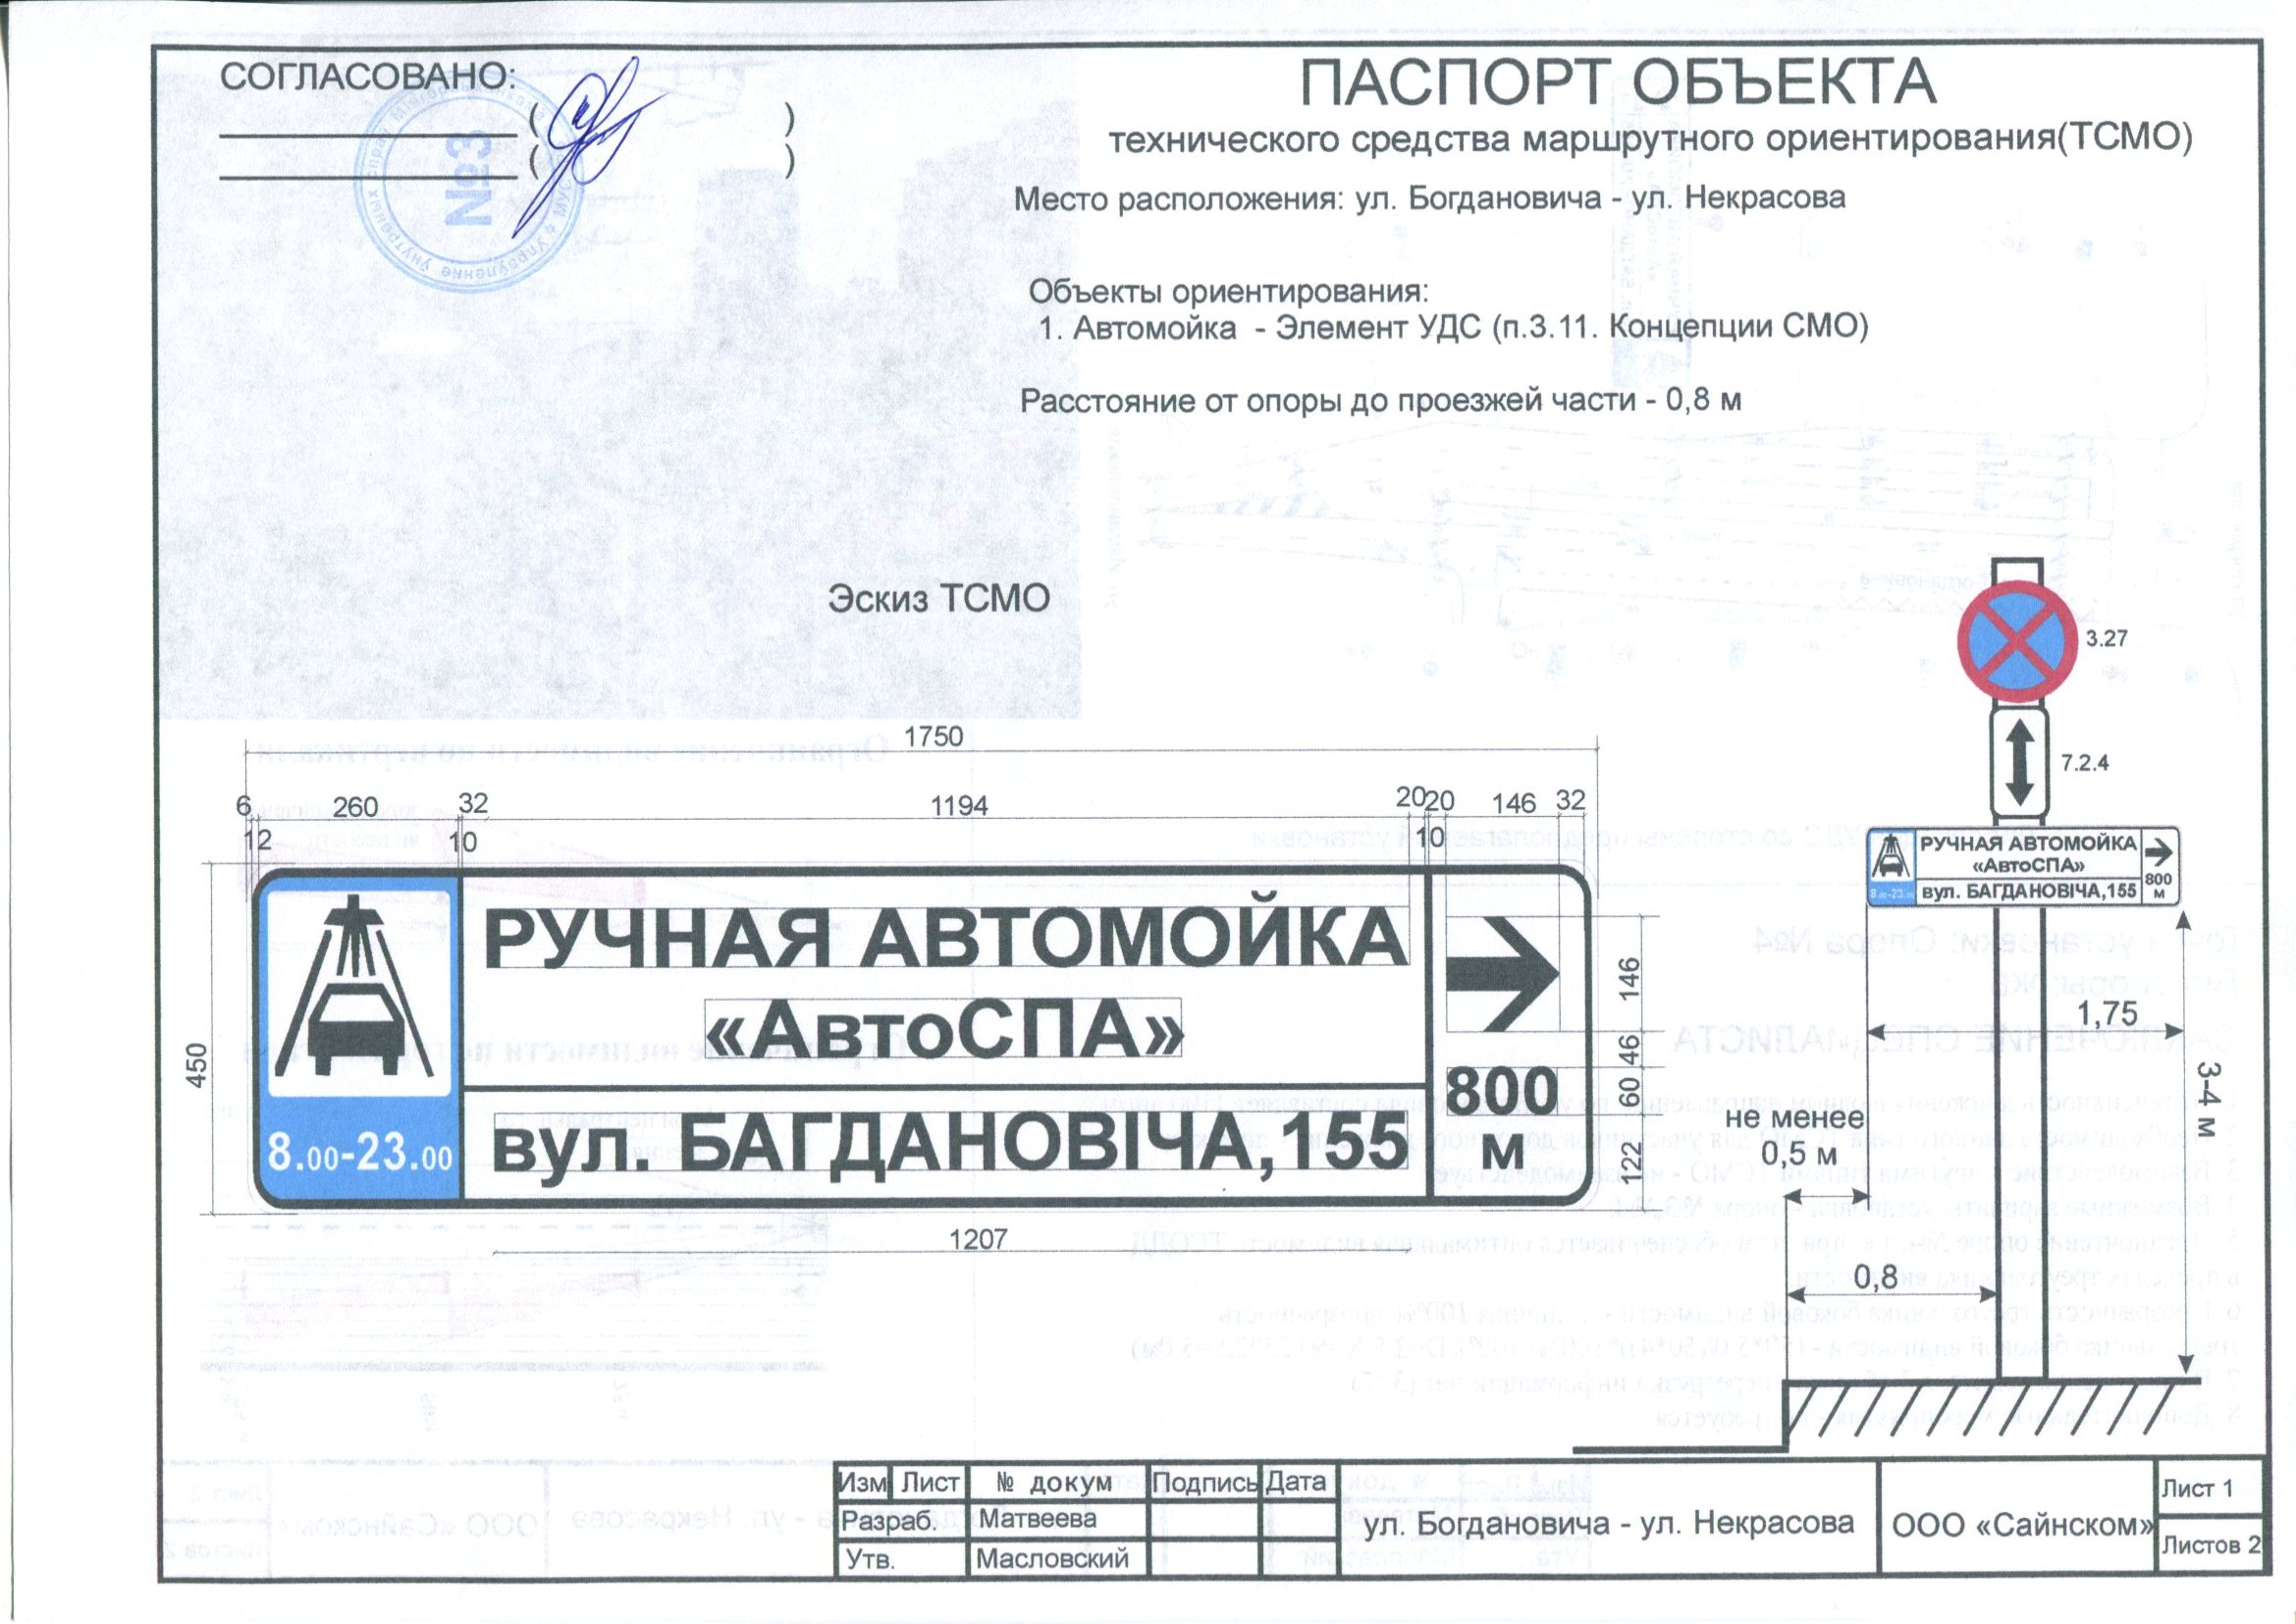 СОГЛАСОВАНО:
( )
( )
№3
ПАСПОРТ ОБЪЕКТА
технического средства маршрутного ориентирования(ТСМО)
Место расположения: ул. Богдановича - ул. Некрасова
Объекты ориентирования:
1. Автомойка - Элемент УДС (п.3.11. Концепции СМО)
Расстояние от опоры до проезжей части - 0,8 м
Эскиз ТСМО
3.27
7.2.4
1750
6 260 32 1194 20 20 146 32
12 10 10
РУЧНАЯ АВТОМОЙКА
«АвтоСПА»
вул. БАГДАНОВІЧА,155
8.00-23.00
800
м
450
146
46
60
122
1207
РУЧНАЯ АВТОМОЙКА
«АвтоСПА»
вул. БАГДАНОВІЧА,155
8.00-23.00
800
м
1,75
3-4 м
не менее
0,5 м
0,8
Изм Лист № докум Подпись Дата
Разраб. Матвеева
Утв. Масловский
ул. Богдановича - ул. Некрасова
ООО «Сайнском»
Лист 1
Листов 2